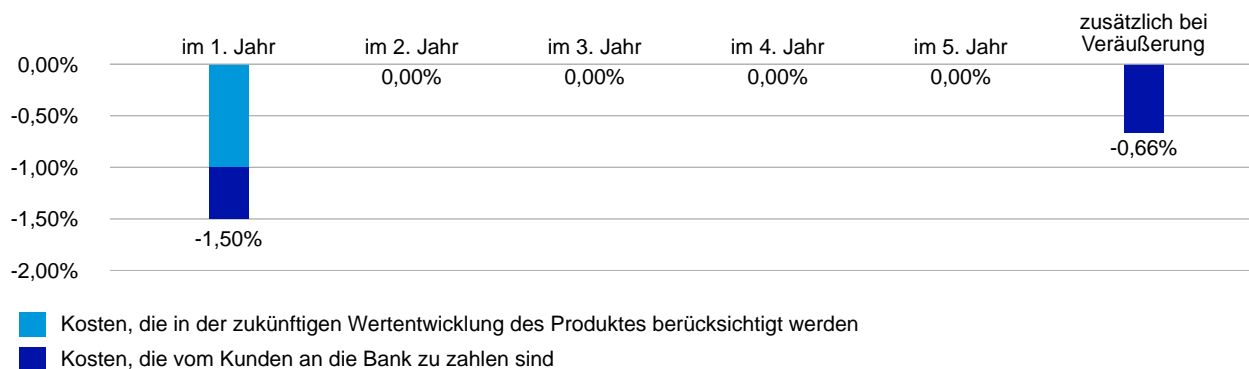 im 1. Jahr
im 2. Jahr
im 3. Jahr
im 4. Jahr
im 5. Jahr
zusätzlich bei
Veräußerung
0,00%
0,00%
0,00%
0,00%
0,00%
-0,50%
-1,00%
-1,50%
-2,00%
-1,50%
-0,66%
Kosten, die in der zukünftigen Wertentwicklung des Produktes berücksichtigt werden
Kosten, die vom Kunden an die Bank zu zahlen sind